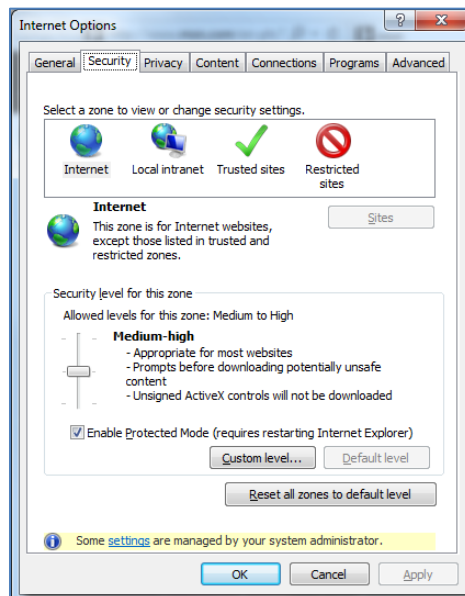 Internet Options
?
General Security Privacy Content Connections Programs Advanced
Select a zone to view or change security settings.
Internet Local intranet Trusted sites Restricted
sites
Internet
Sites
This zone is for Internet websites,
except those listed in trusted and
restricted zones.
Security level for this zone
Allowed levels for this zone: Medium to High
Medium-high
- Appropriate for most websites
- Prompts before downloading potentially unsafe
content
- Unsigned ActiveX controls will not be downloaded
Enable Protected Mode (requires restarting Internet Explorer)
Custom level... Default level
Reset all zones to default level
Some settings are managed by your system administrator.
OK Cancel Apply